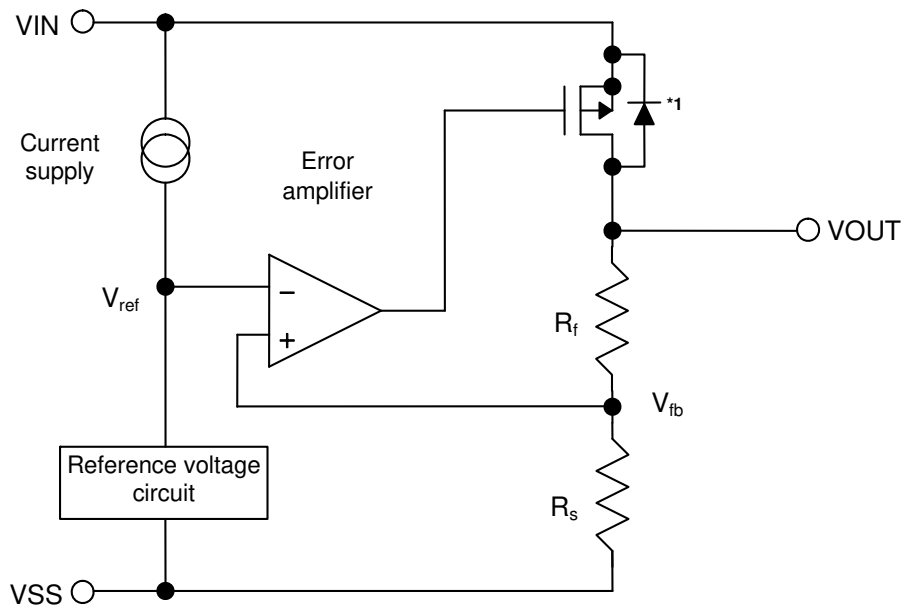 VIN
*1
Current
supply
Error
amplifier
VOUT
Vref
−
+
Rf
Vfb
Reference voltage
circuit
Rs
VSS